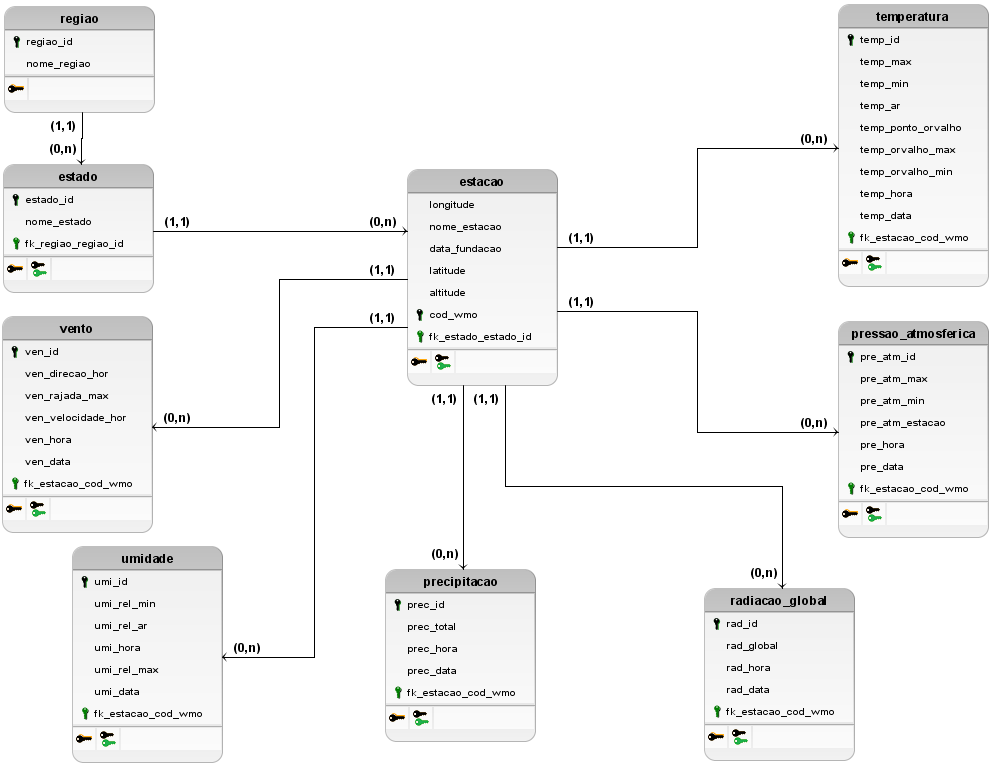 regiao
regiao_id
nome_regiao
(1,1)
(0,n)
estado
estado_id
nome_estado
fk_regiao_regiao_id
(1,1)
(0,n)
estacao
longitude
nome_estacao
data_fundacao
latitude
altitude
cod_wmo
fk_estado_estado_id
(1,1)
(0,n)
temperatura
temp_id
temp_max
temp_min
temp_ar
temp_ponto_orvalho
temp_orvalho_max
temp_orvalho_min
temp_hora
temp_data
fk_estacao_cod_wmo
(1,1)
(0,n)
vento
ven_id
ven_direcao_hor
ven_rajada_max
ven_velocidade_hor
ven_hora
ven_data
fk_estacao_cod_wmo
(1,1)
(0,n)
pressao_atmosferica
pre_atm_id
pre_atm_max
pre_atm_min
pre_atm_estacao
pre_hora
pre_data
fk_estacao_cod_wmo
(1,1)
(0,n)
umidade
umi_id
umi_rel_min
umi_rel_ar
umi_hora
umi_rel_max
umi_data
fk_estacao_cod_wmo
(1,1)
(0,n)
precipitacao
prec_id
prec_total
prec_hora
prec_data
fk_estacao_cod_wmo
(1,1)
(0,n)
radiacao_global
rad_id
rad_global
rad_hora
rad_data
fk_estacao_cod_wmo